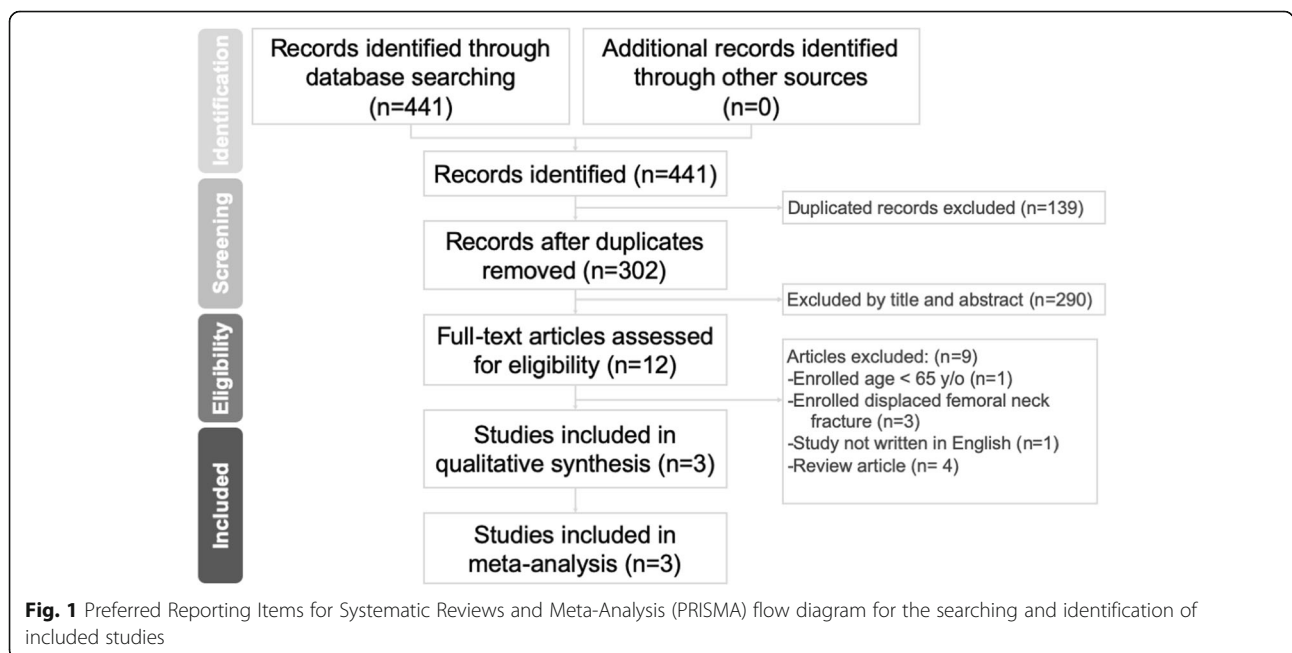 Identification
Records identified through
database searching
(n=441)
Additional records identified
through other sources
(n=0)
Records identified (n=441)
Screening
Duplicated records excluded (n=139)
Records after duplicates
removed (n=302)
Excluded by title and abstract (n=290)
Eligibility
Full-text articles assessed
for eligibility (n=12)
Articles excluded: (n=9)
-Enrolled age < 65 y/o (n=1)
-Enrolled displaced femoral neck
fracture (n=3)
-Study not written in English (n=1)
-Review article (n= 4)
Included
Studies included in
qualitative synthesis (n=3)
Studies included in
meta-analysis (n=3)
Fig. 1 Preferred Reporting Items for Systematic Reviews and Meta-Analysis (PRISMA) flow diagram for the searching and identification of
included studies